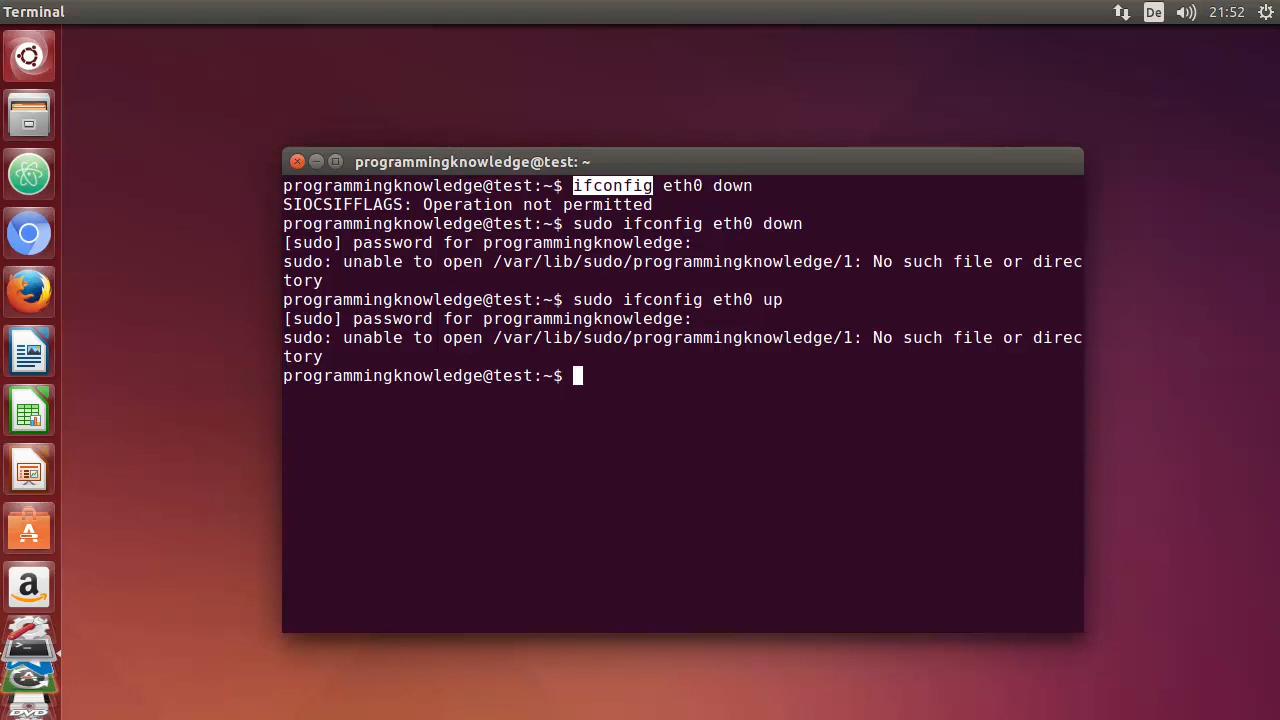 Terminal
De
21:52
programmingknowledge@test: ~
programmingknowledge@test:~$ ifconfig eth0 down
SIOCSIFFLAGS: Operation not permitted
programmingknowledge@test:~$ sudo ifconfig eth0 down
[sudo] password for programmingknowledge:
sudo: unable to open /var/lib/sudo/programmingknowledge/1: No such file or direc
tory
programmingknowledge@test:~$ sudo ifconfig eth0 up
[sudo] password for programmingknowledge:
sudo: unable to open /var/lib/sudo/programmingknowledge/1: No such file or direc
tory
programmingknowledge@test:~$
A
a
>_
DVD